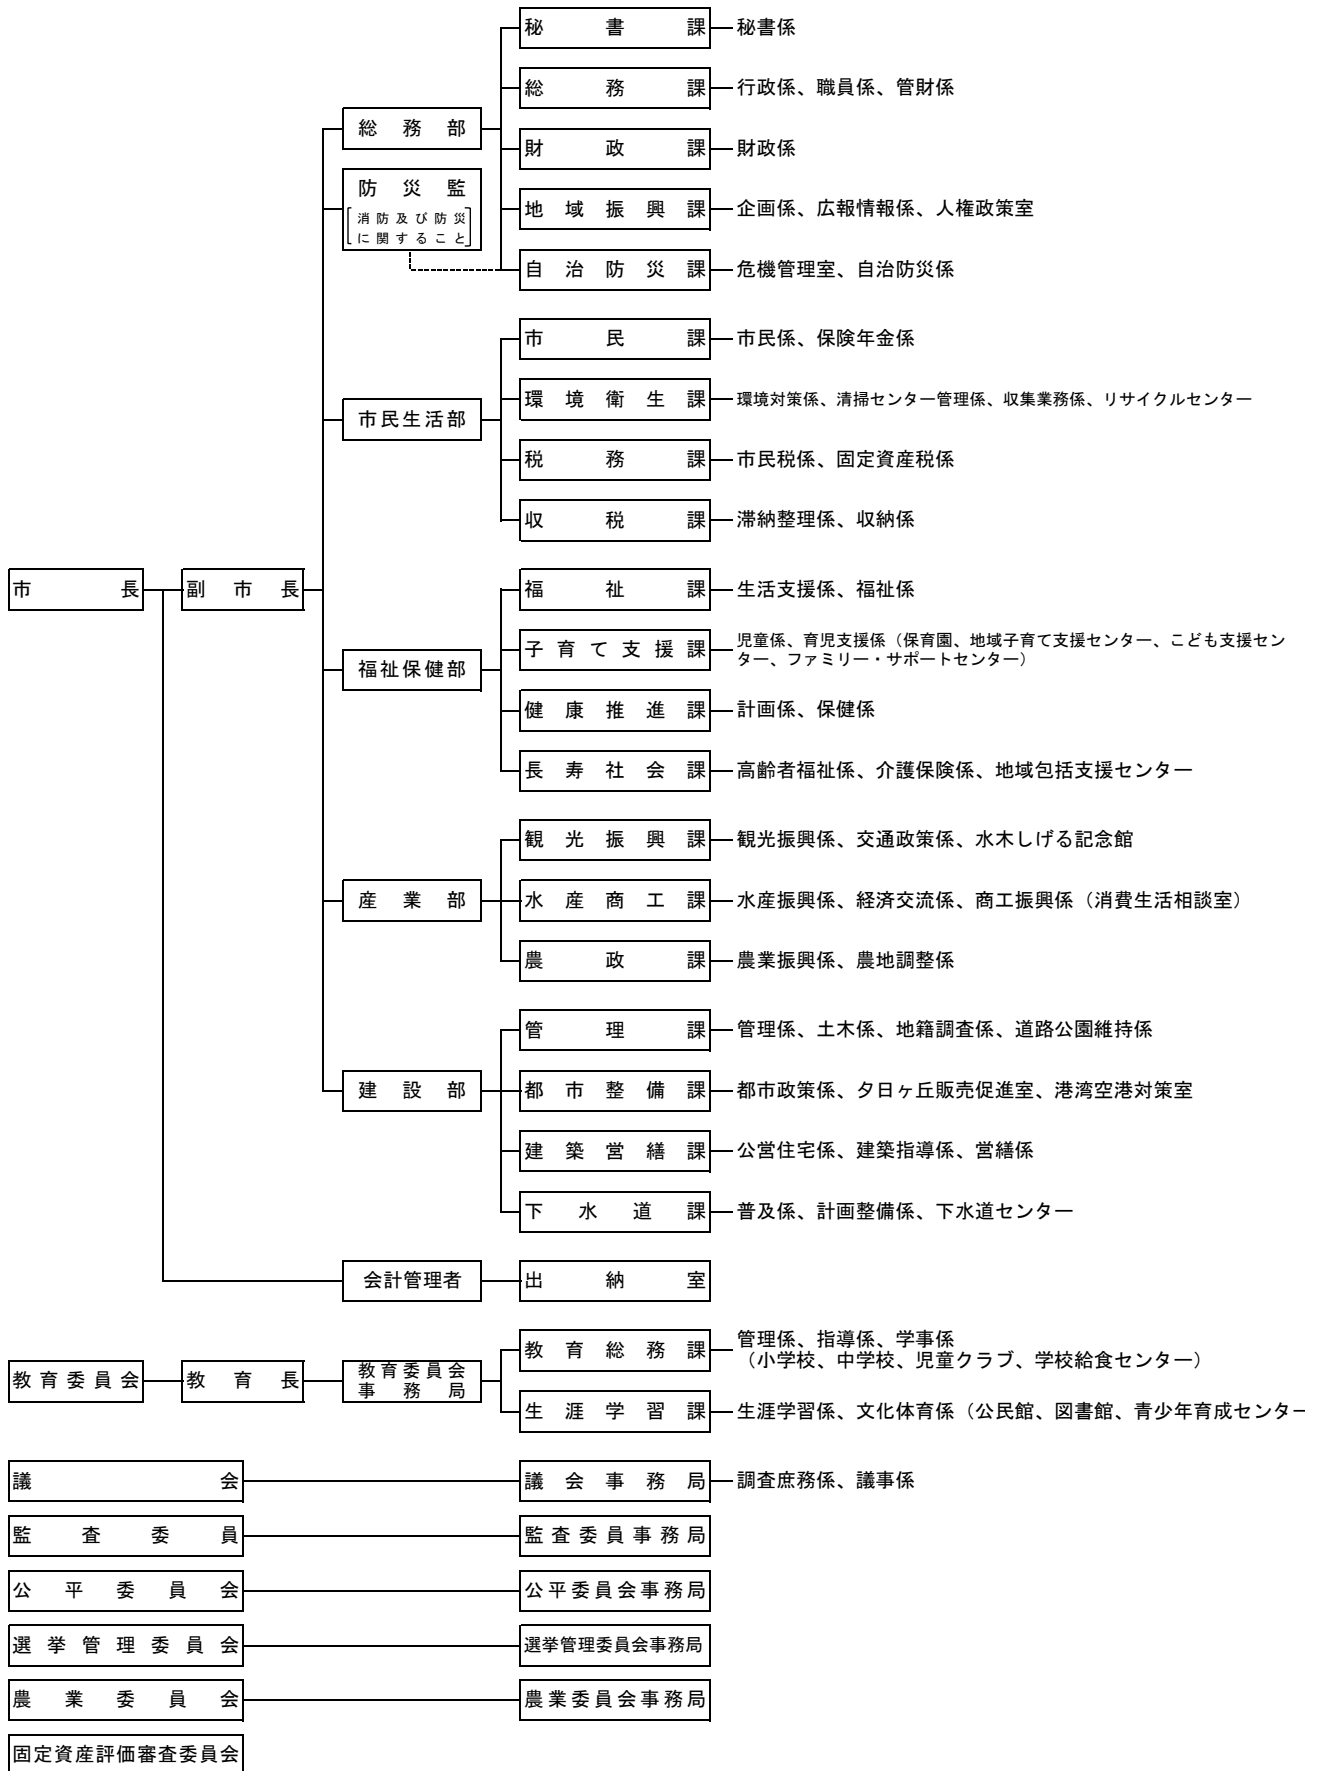 秘書課 秘書係
総務課 行政係、職員係、管財係
総務部
財政課 財政係
防災監
消防及び防災
に関すること
地域振興課 企画係、広報情報係、人権政策室
自治防災課 危機管理室、自治防災係
市民課 市民係、保険年金係
環境衛生課 環境対策係、清掃センター管理係、収集業務係、リサイクルセンター
市民生活部
税務課 市民税係、固定資産税係
収税課 滞納整理係、収納係
市長 副市長
福祉課 生活支援係、福祉係
子育て支援課 児童係、育児支援係（保育園、地域子育て支援センター、こども支援セン
ター、ファミリー・サポートセンター）
福祉保健部
健康推進課 計画係、保健係
長寿社会課 高齢者福祉係、介護保険係、地域包括支援センター
観光振興課 観光振興係、交通政策係、水木しげる記念館
産業部 水産商工課 水産振興係、経済交流係、商工振興係（消費生活相談室）
農政課 農業振興係、農地調整係
管理課 管理係、土木係、地籍調査係、道路公園維持係
建設部 都市整備課 都市政策係、夕日ヶ丘販売促進室、港湾空港対策室
建築営繕課 公営住宅係、建築指導係、営繕係
下水道課 普及係、計画整備係、下水道センター
会計管理者 出納室
教育総務課 管理係、指導係、学事係
（小学校、中学校、児童クラブ、学校給食センター）
教育委員会 教育長 教育委員会
事務局
生涯学習課 生涯学習係、文化体育係（公民館、図書館、青少年育成センター
議会 議会事務局 調査庶務係、議事係
監査委員 監査委員事務局
公平委員会 公平委員会事務局
選挙管理委員会 選挙管理委員会事務局
農業委員会 農業委員会事務局
固定資産評価審査委員会